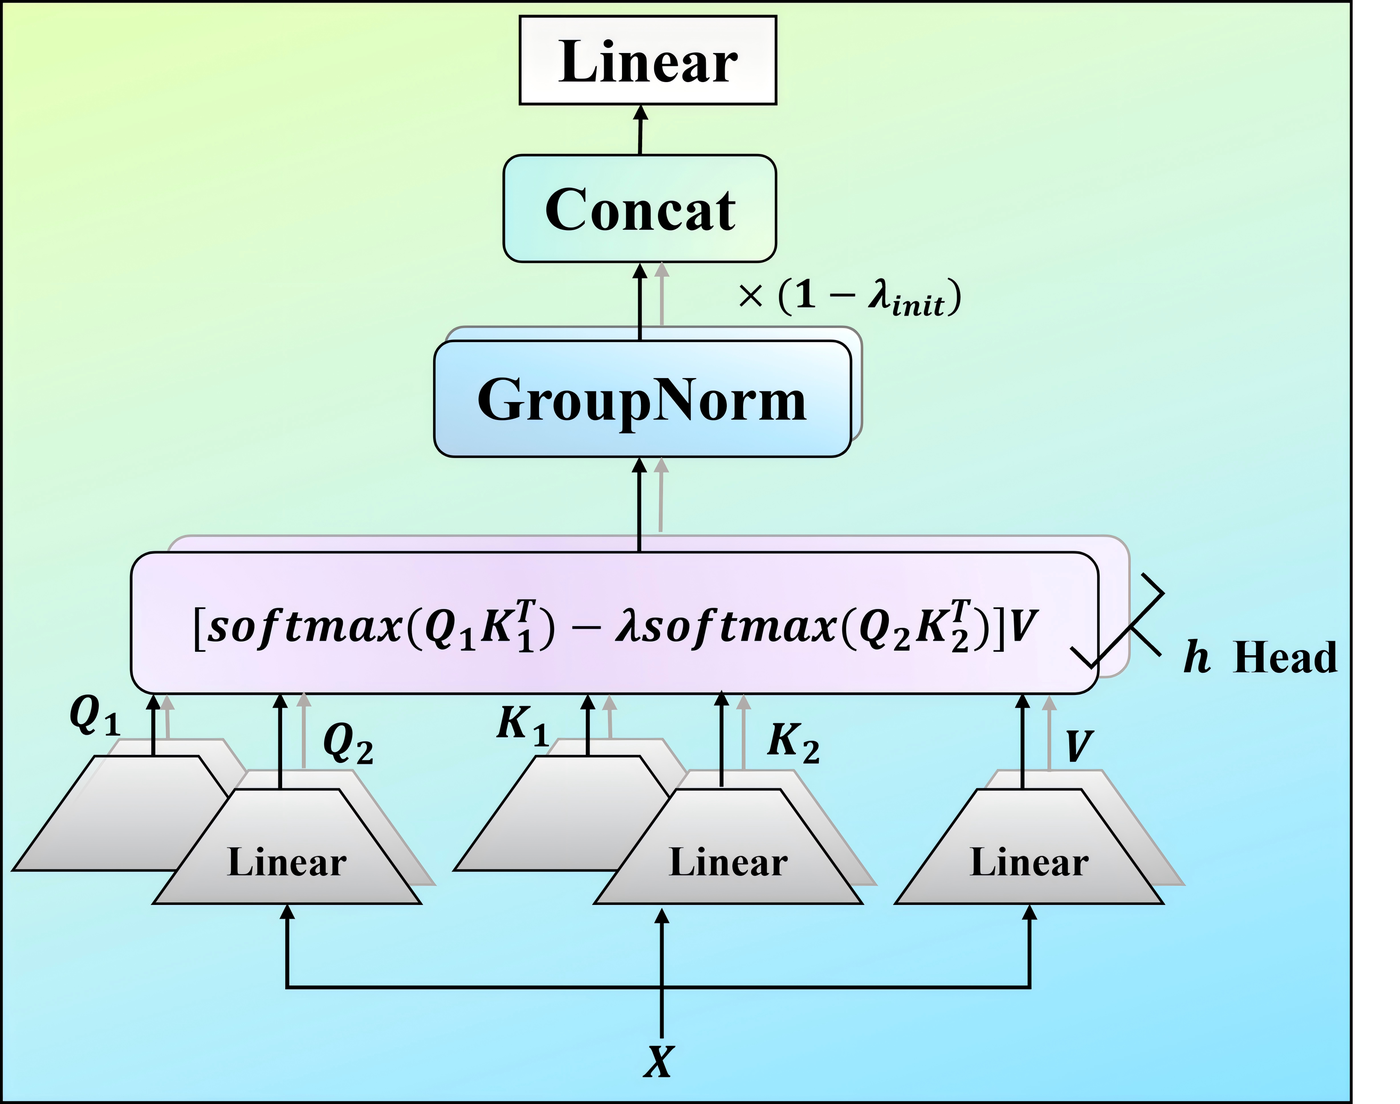 Linear
Concat
× (1 − λ_init)
GroupNorm
[softmax(Q₁K₁ᵀ) − λsoftmax(Q₂K₂ᵀ)]V
h Head
Q₁
Q₂
K₁
K₂
V
Linear
Linear
Linear
X